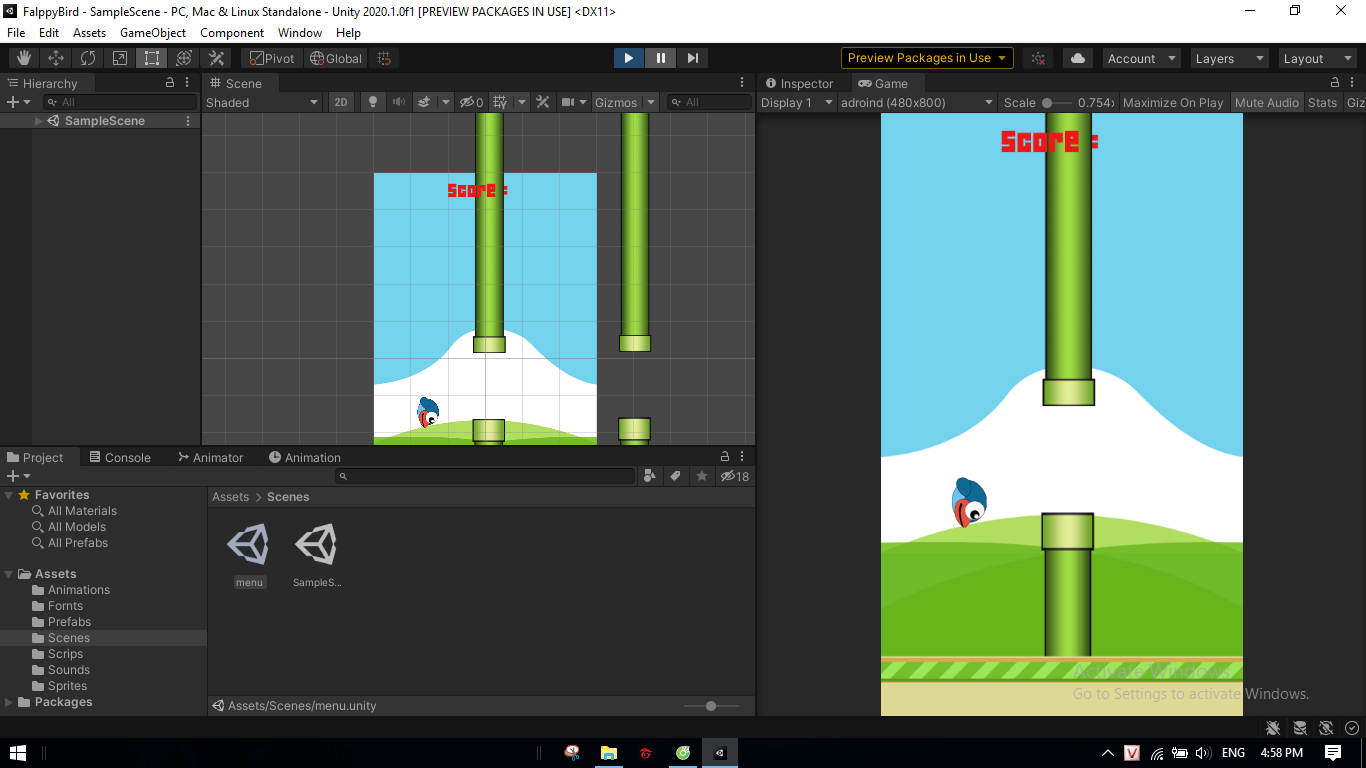 FalppyBird - SampleScene - PC, Mac & Linux Standalone - Unity 2020.1.0f1 [PREVIEW PACKAGES IN USE] <DX11>
File Edit Assets GameObject Component Window Help
Pivot Global Preview Packages in Use Account Layers Layout
Hierarchy Scene Inspector Game
All Shaded 2D 0 Gizmos All Display 1 adroind (480x800) Scale 0.754x Maximize On Play Mute Audio Stats Giz
SampleScene
Score =
Score =
Project Console Animator Animation
18
Favorites
All Materials
All Models
All Prefabs
Assets
Animations
Fornts
Prefabs
Scenes
Scrips
Sounds
Sprites
Packages
Assets > Scenes
menu SampleS...
Assets/Scenes/menu.unity
Activate Windows
Go to Settings to activate Windows.
V ENG 4:58 PM